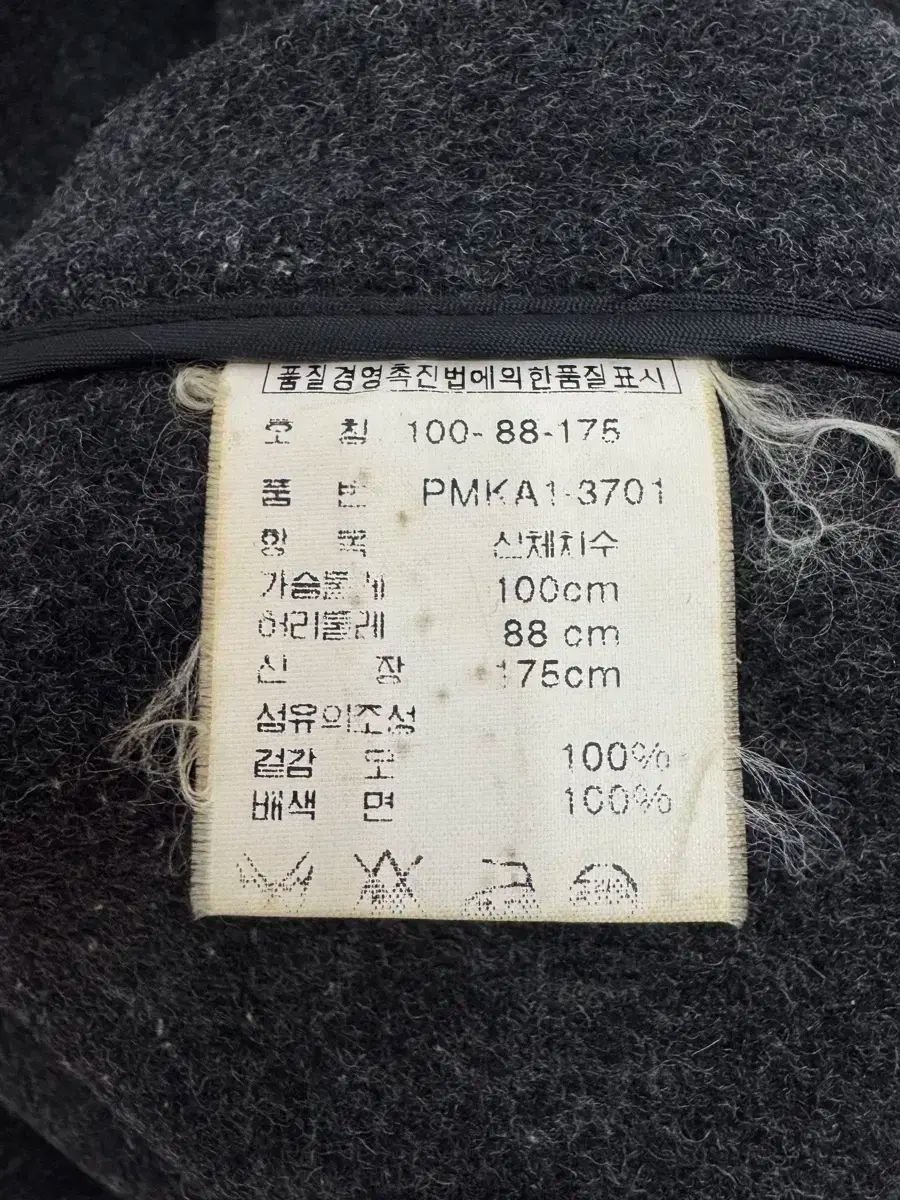 품질경영촉진법에의한품질표시
호 칭 100-88-175
품 번 PMKA1-3701
항 목 신체치수
가슴둘레 100cm
허리둘레 88 cm
신 장 175cm
섬유의조성
겉감 모 100%
배색 면 100%